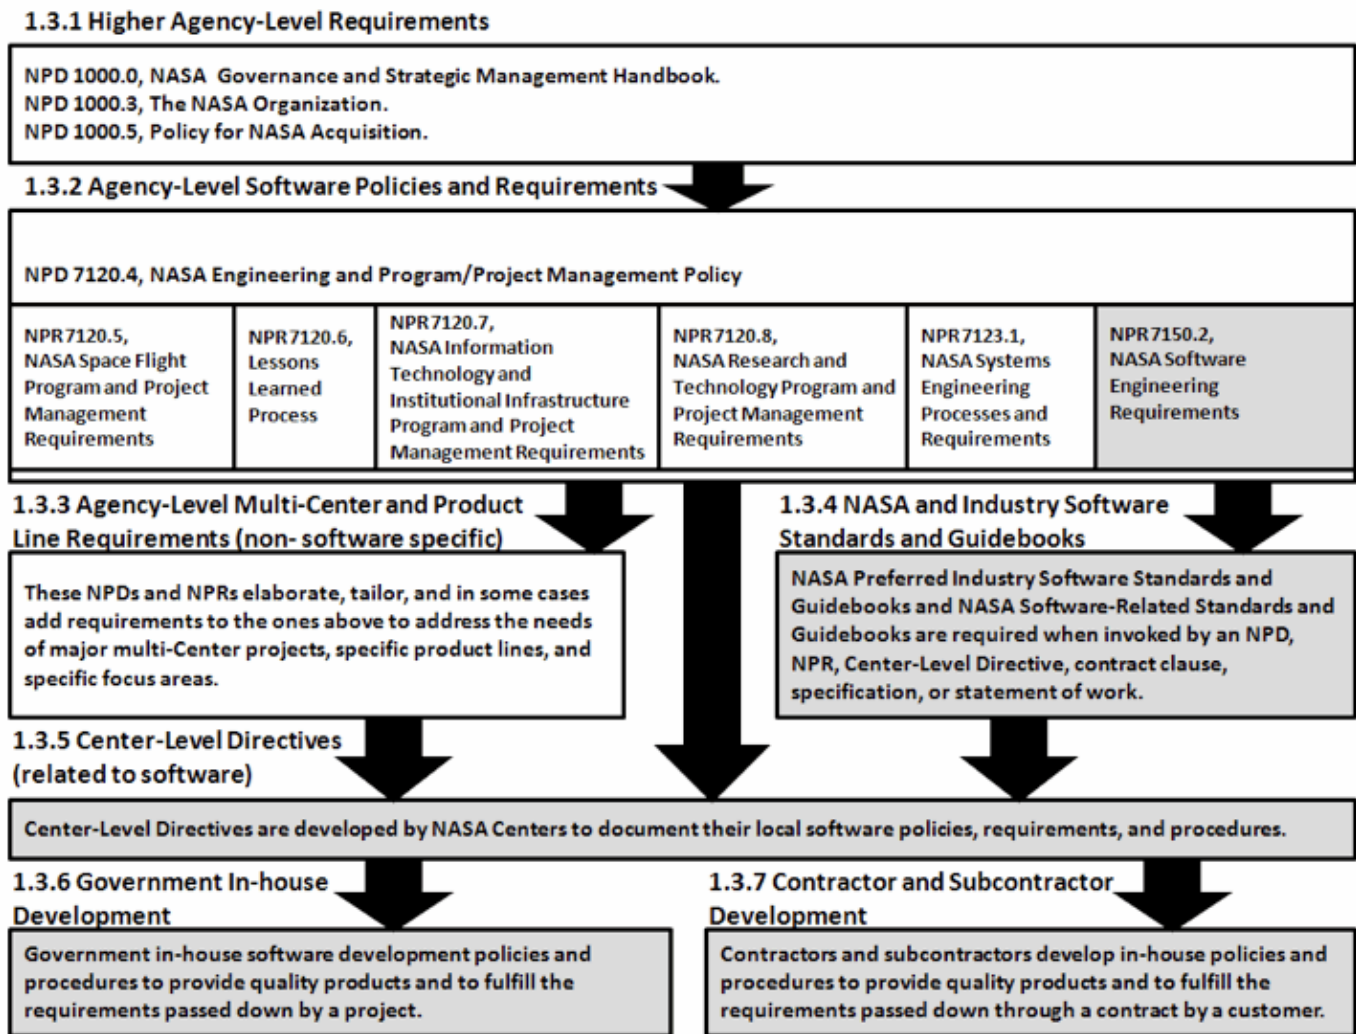 1.3.1 Higher Agency-Level Requirements
NPD 1000.0, NASA  Governance and Strategic Management Handbook.
NPD 1000.3, The NASA Organization.
NPD 1000.5, Policy for NASA Acquisition.
1.3.2 Agency-Level Software Policies and Requirements
NPD 7120.4, NASA Engineering and Program/Project Management Policy
NPR7120.5,
NASA Space Flight
Program and Project
Management
Requirements
NPR7120.6,
Lessons
Learned
Process
NPR7120.7,
NASA Information
Technology and
Institutional Infrastructure
Program and Project
Management Requirements
NPR7120.8,
NASA Research and
Technology Program and
Project Management
Requirements
NPR7123.1,
NASA Systems
Engineering
Processes and
Requirements
NPR7150.2,
NASA Software
Engineering
Requirements
1.3.3 Agency-Level Multi-Center and Product
Line Requirements (non- software specific)
These NPDs and NPRs elaborate, tailor, and in some cases
add requirements to the ones above to address the needs
of major multi-Center projects, specific product lines, and
specific focus areas.
1.3.4 NASA and Industry Software
Standards and Guidebooks
NASA Preferred Industry Software Standards and
Guidebooks and NASA Software-Related Standards and
Guidebooks are required when invoked by an NPD,
NPR, Center-Level Directive, contract clause,
specification, or statement of work.
1.3.5 Center-Level Directives
(related to software)
Center-Level Directives are developed by NASA Centers to document their local software policies, requirements, and procedures.
1.3.6 Government In-house
Development
Government in-house software development policies and
procedures to provide quality products and to fulfill the
requirements passed down by a project.
1.3.7 Contractor and Subcontractor
Development
Contractors and subcontractors develop in-house policies and
procedures to provide quality products and to fulfill the
requirements passed down through a contract by a customer.